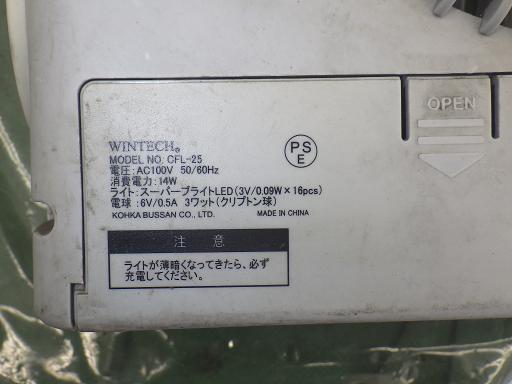 OPEN
WINTECH®
PS
E
MODEL NO: CFL-25
電圧:AC100V 50/60Hz
消費電力:14W
ライト:スーパーブライトLED(3V/0.09W×16pcs)
電球:6V/0.5A 3ワット(クリプトン球)
KOHKA BUSSAN CO., LTD. MADE IN CHINA
注意
ライトが薄暗くなってきたら、必ず
充電してください。